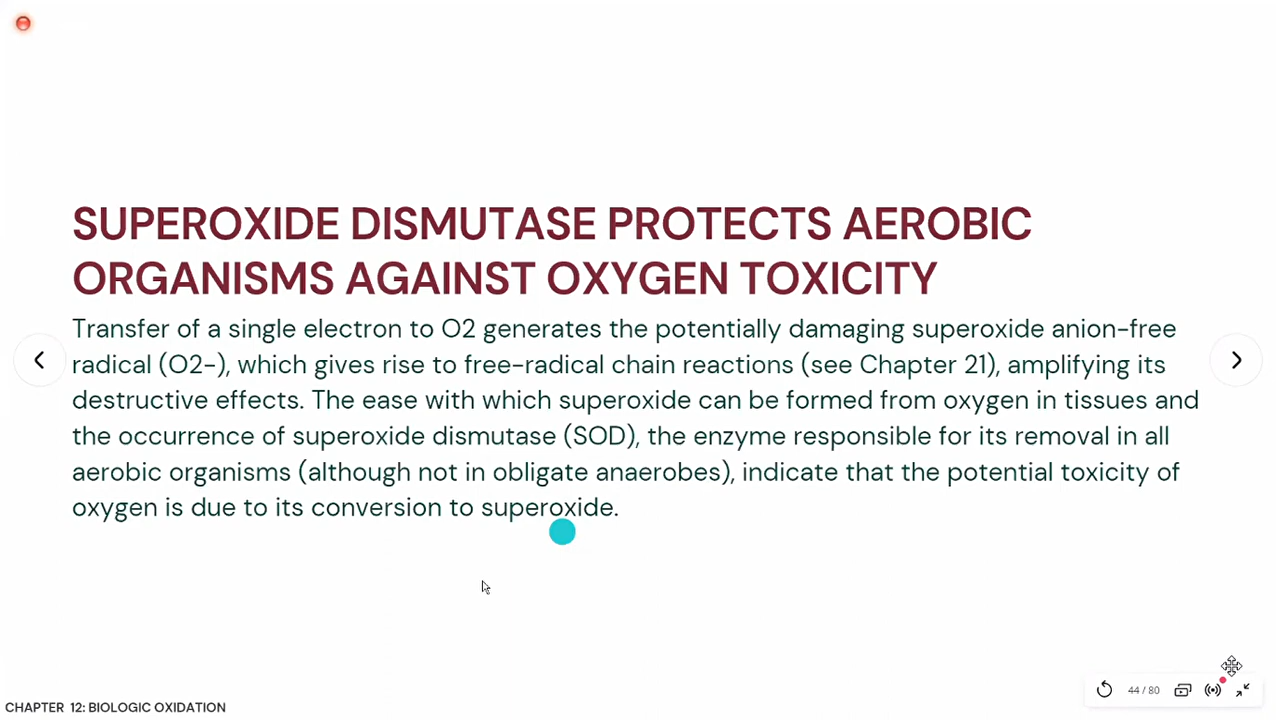 SUPEROXIDE DISMUTASE PROTECTS AEROBIC
ORGANISMS AGAINST OXYGEN TOXICITY
Transfer of a single electron to O2 generates the potentially damaging superoxide anion-free
radical (O2-), which gives rise to free-radical chain reactions (see Chapter 21), amplifying its
destructive effects. The ease with which superoxide can be formed from oxygen in tissues and
the occurrence of superoxide dismutase (SOD), the enzyme responsible for its removal in all
aerobic organisms (although not in obligate anaerobes), indicate that the potential toxicity of
oxygen is due to its conversion to superoxide.
44 / 80
CHAPTER 12: BIOLOGIC OXIDATION